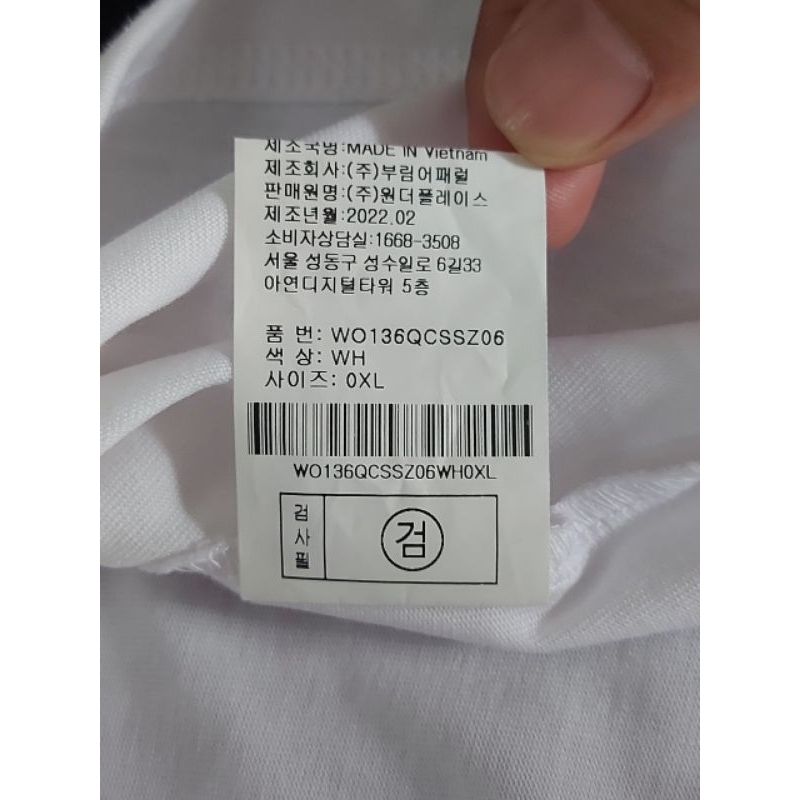 제조국명:MADE IN Vietnam
제조회사:(주)부림어패럴
판매원명:(주)원더플레이스
제조년월:2022.02
소비자상담실:1668-3508
서울 성동구 성수일로 6길33
아연디지털타워 5층
품 번: WO136QCSSZ06
색 상: WH
사이즈: 0XL
WO136QCSSZ06WH0XL
검사필
검